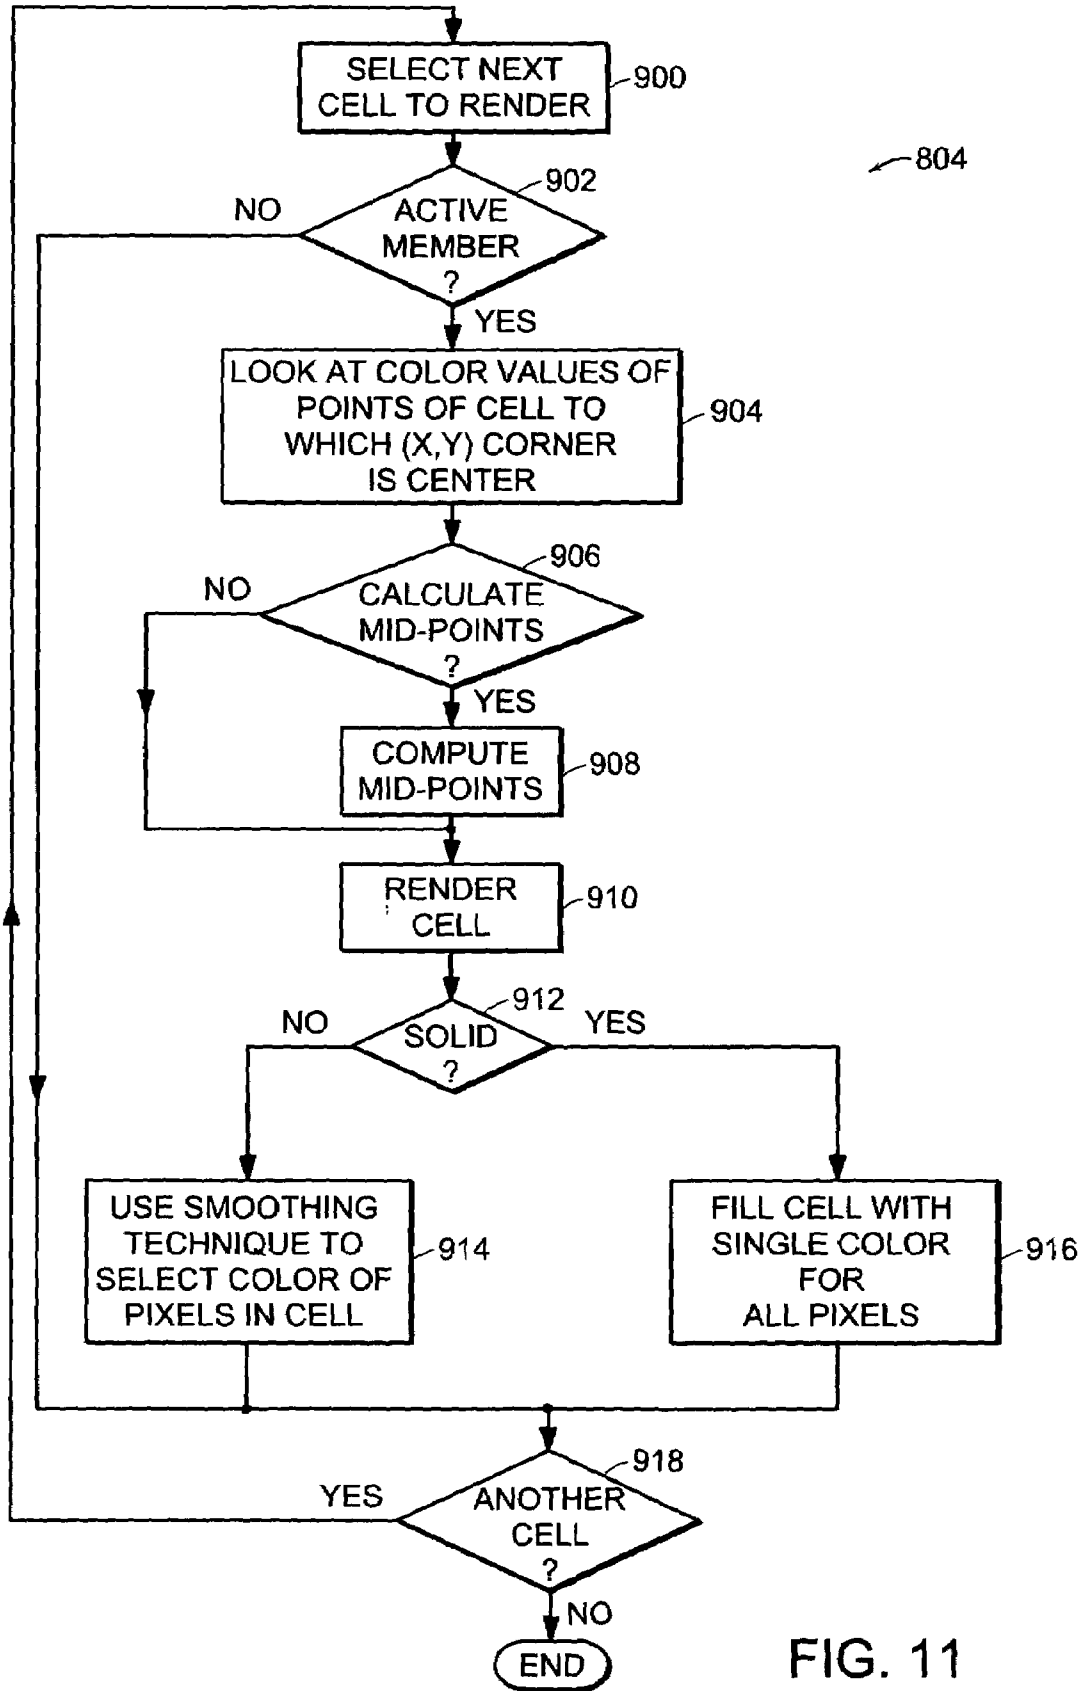 SELECT NEXT
CELL TO RENDER
900
804
902
NO
ACTIVE
MEMBER
?
YES
LOOK AT COLOR VALUES OF
POINTS OF CELL TO
WHICH (X,Y) CORNER
IS CENTER
904
906
NO
CALCULATE
MID-POINTS
?
YES
COMPUTE
MID-POINTS
908
RENDER
CELL
910
912
NO
SOLID
?
YES
USE SMOOTHING
TECHNIQUE TO
SELECT COLOR OF
PIXELS IN CELL
914
FILL CELL WITH
SINGLE COLOR
FOR
ALL PIXELS
916
918
YES
ANOTHER
CELL
?
NO
END
FIG. 11